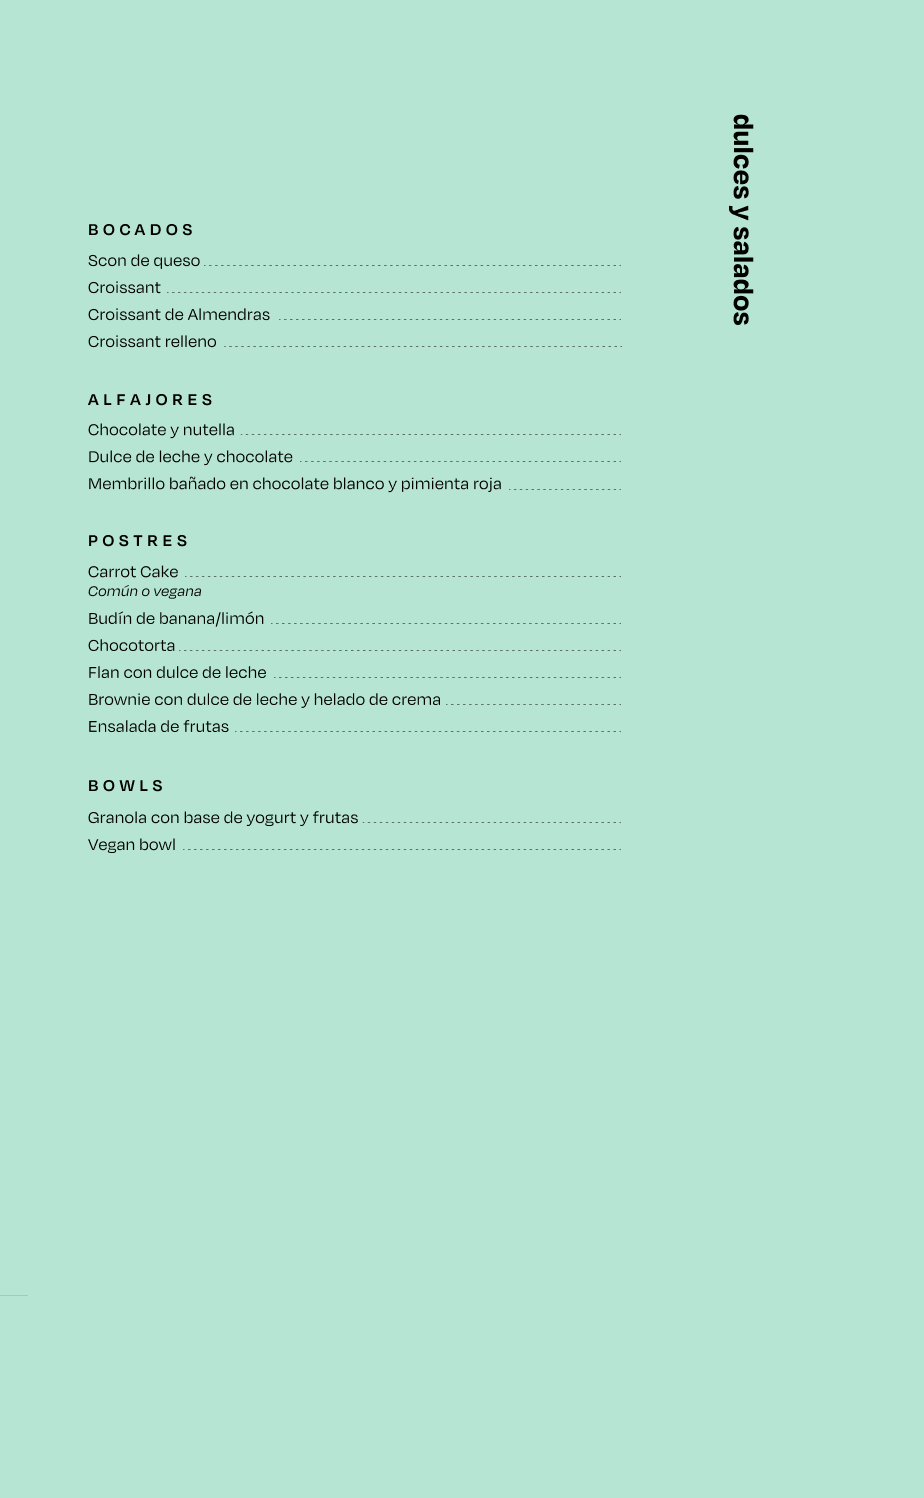 dulces y salados
BOCADOS
Scon de queso
Croissant
Croissant de Almendras
Croissant relleno
ALFAJORES
Chocolate y nutella
Dulce de leche y chocolate
Membrillo bañado en chocolate blanco y pimienta roja
POSTRES
Carrot Cake
Común o vegana
Budín de banana/limón
Chocotorta
Flan con dulce de leche
Brownie con dulce de leche y helado de crema
Ensalada de frutas
BOWLS
Granola con base de yogurt y frutas
Vegan bowl